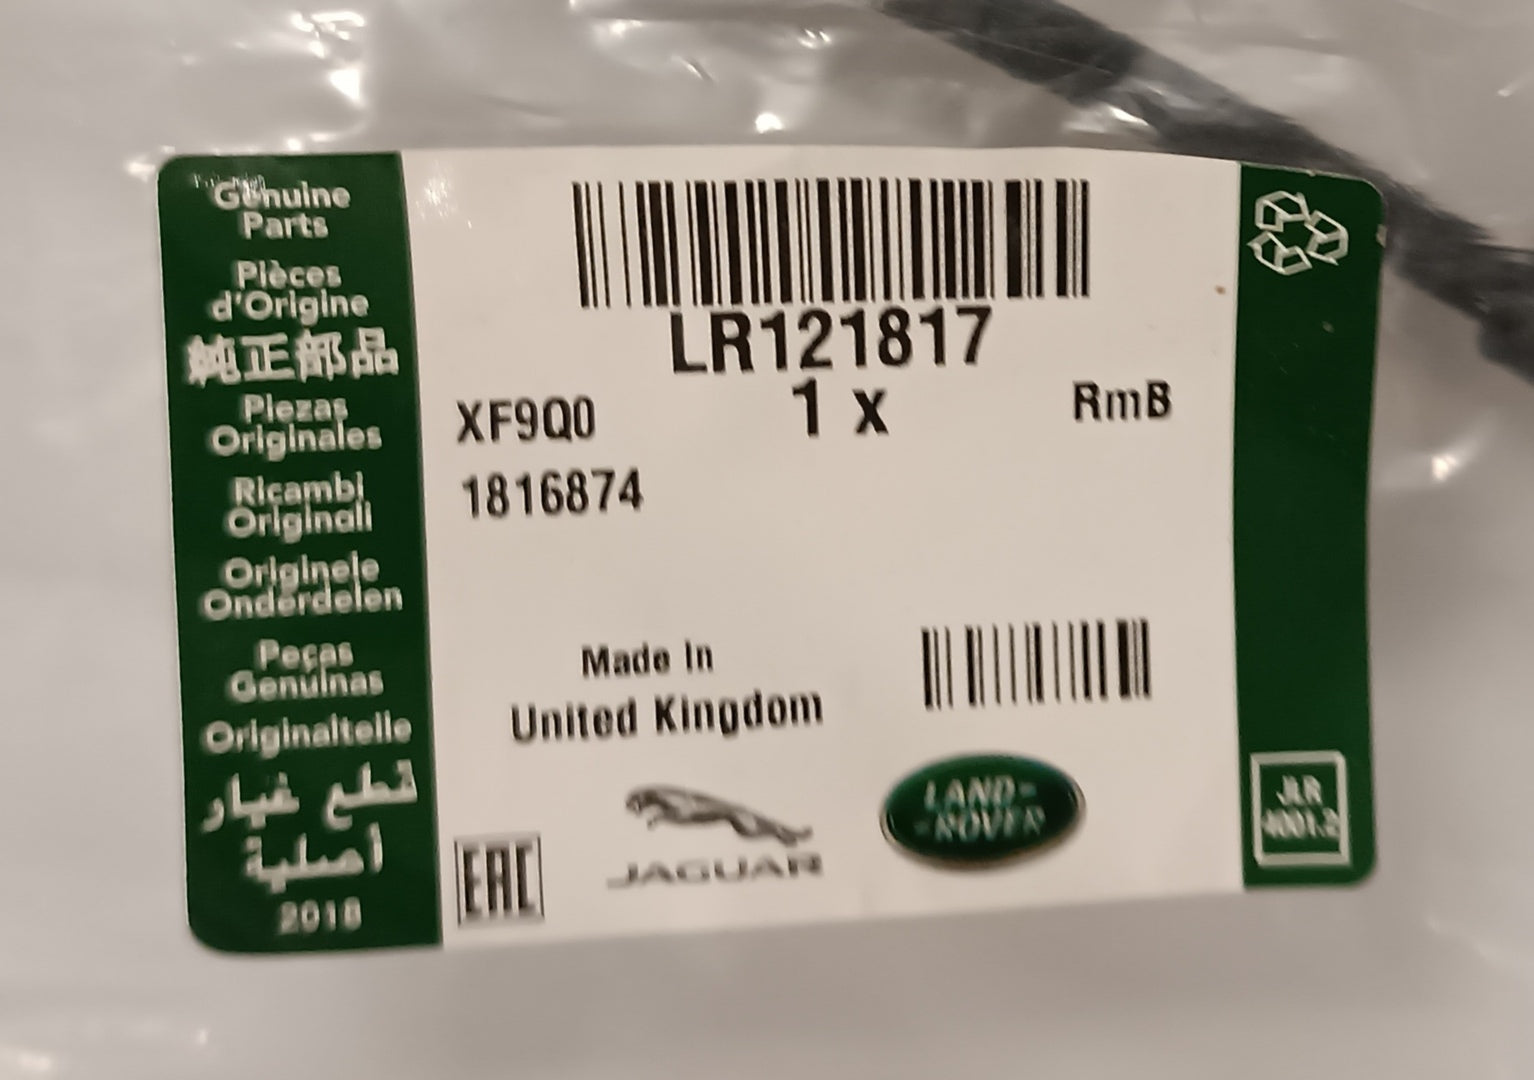 Genuine
Parts
Pièces
d'Origine
純正部品
Piezas
Originales
Ricambi
Originali
Originele
Onderdelen
Peças
Genuínas
Originalteile
قطع غيار
أصلية
2018
LR121817
XF9Q0 1 x RmB
1816874
Made In
United Kingdom
EAC
JAGUAR
LAND-
-ROVER
JLR
4001.2